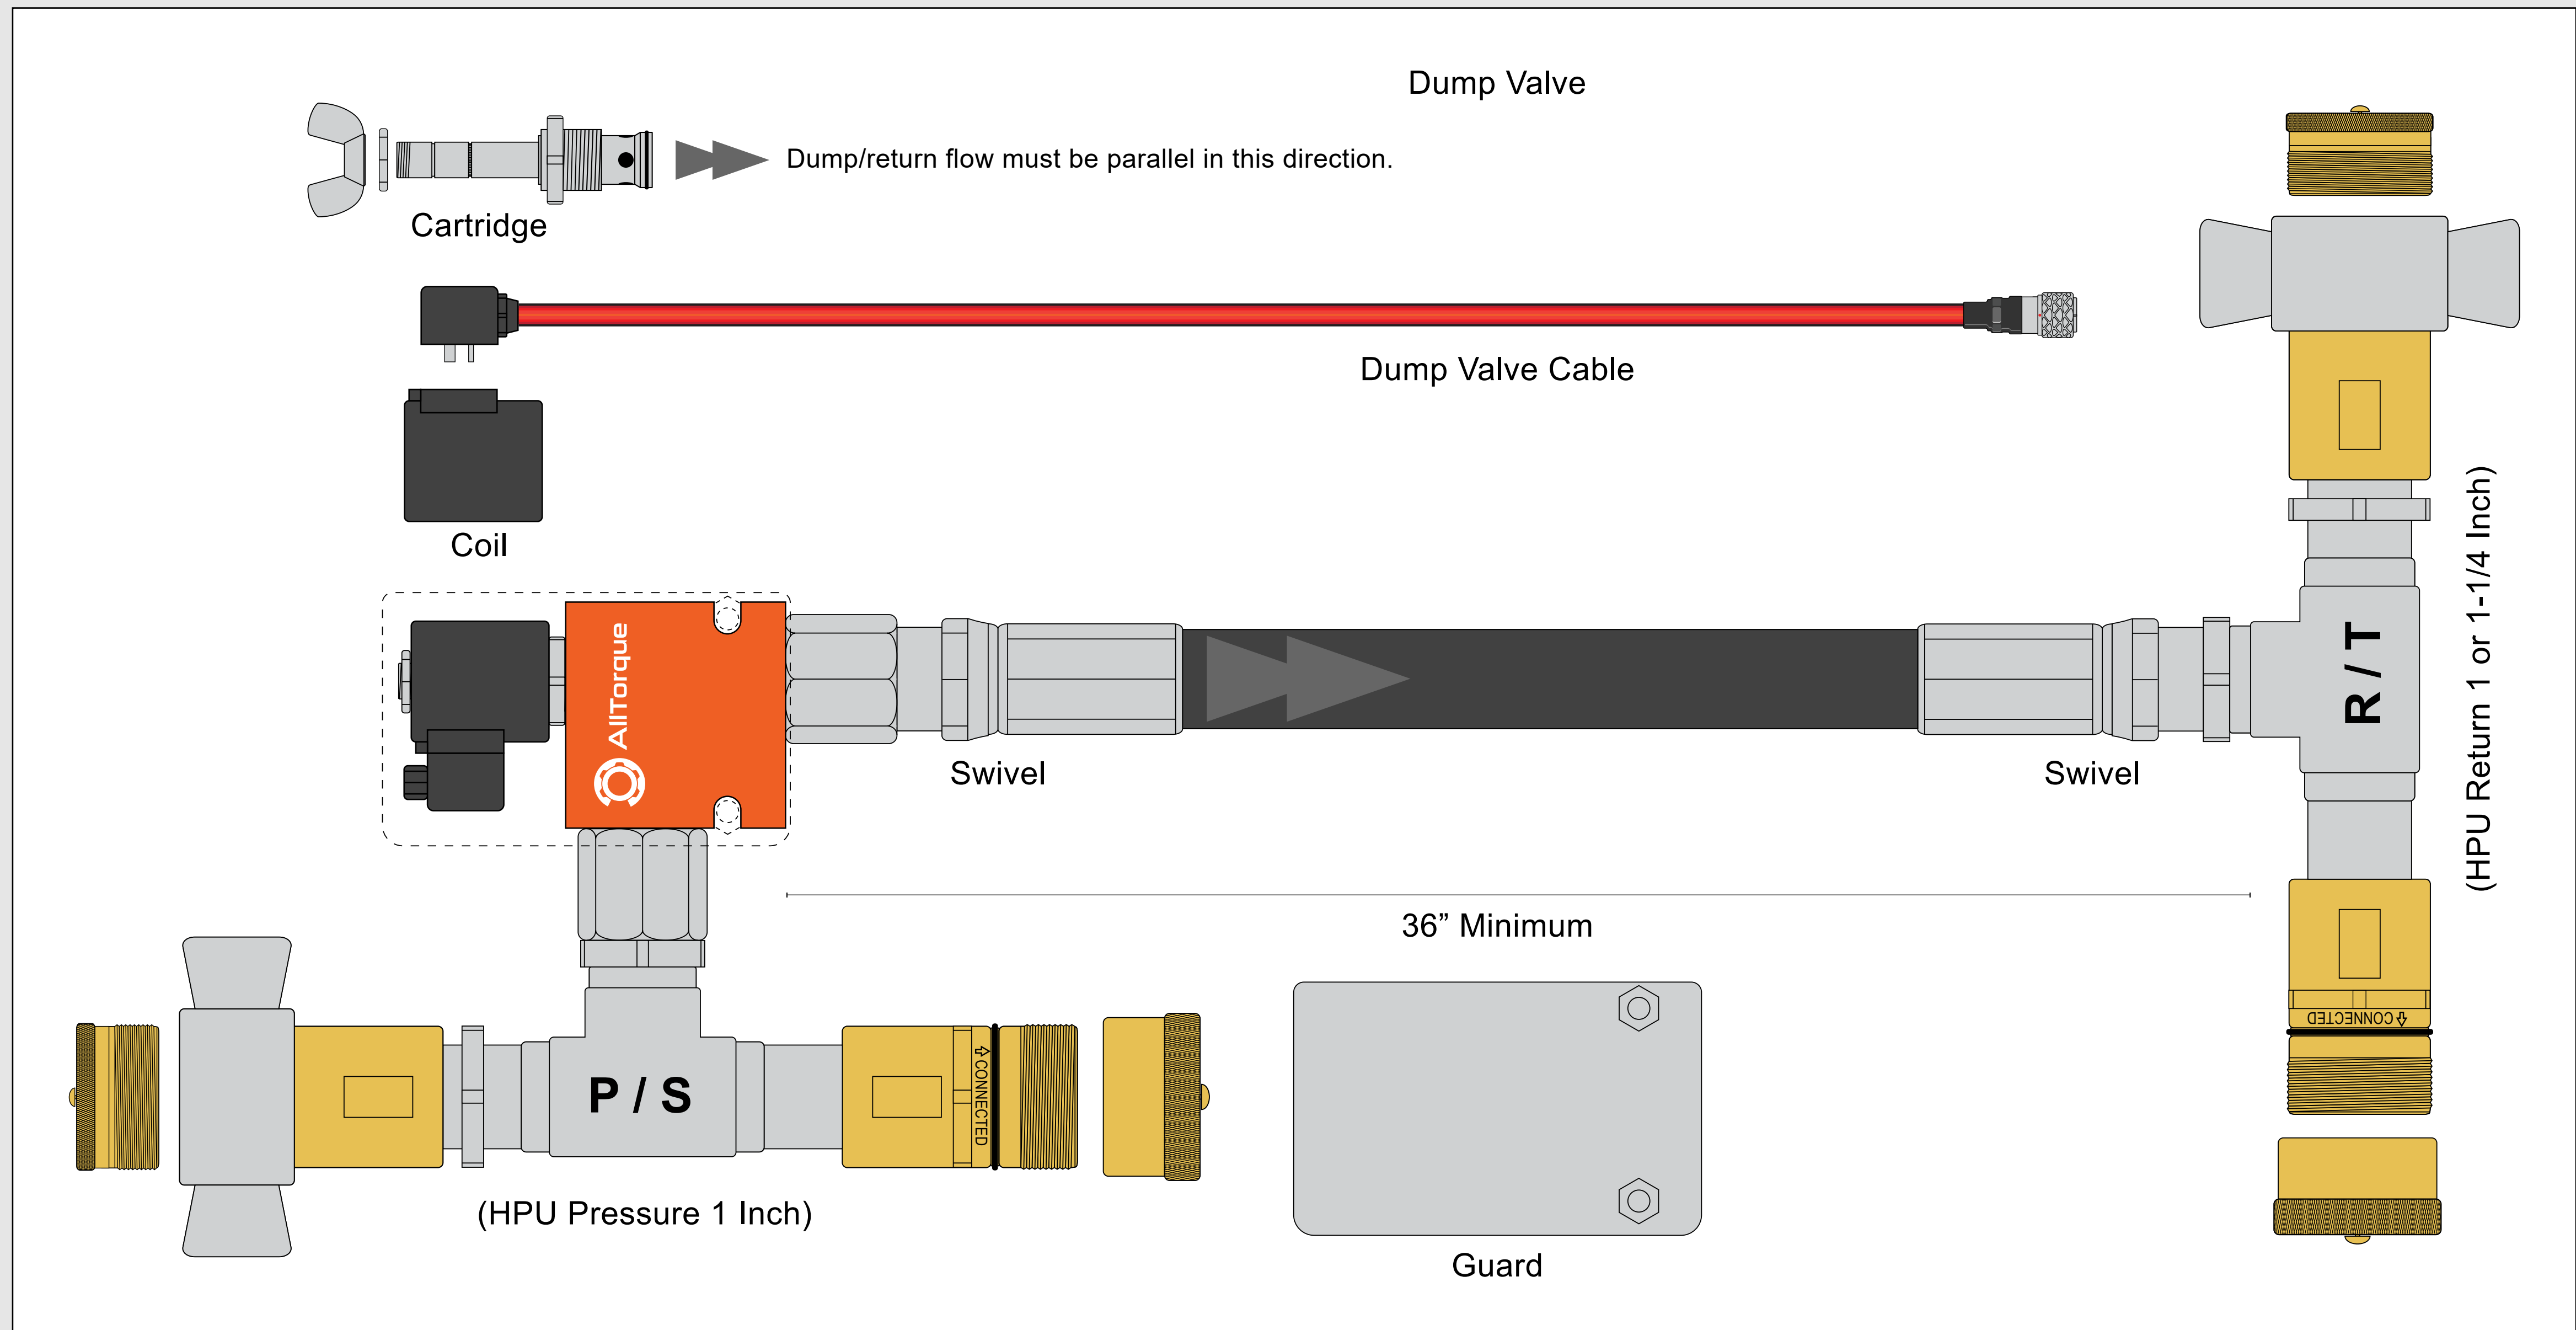 Dump Valve
Dump/return flow must be parallel in this direction.
Cartridge
Dump Valve Cable
Coil
AllTorque
R / T
(HPU Return 1 or 1-1/4 Inch)
Swivel
Swivel
36” Minimum
CONNECTED
P / S
CONNECTED
(HPU Pressure 1 Inch)
Guard